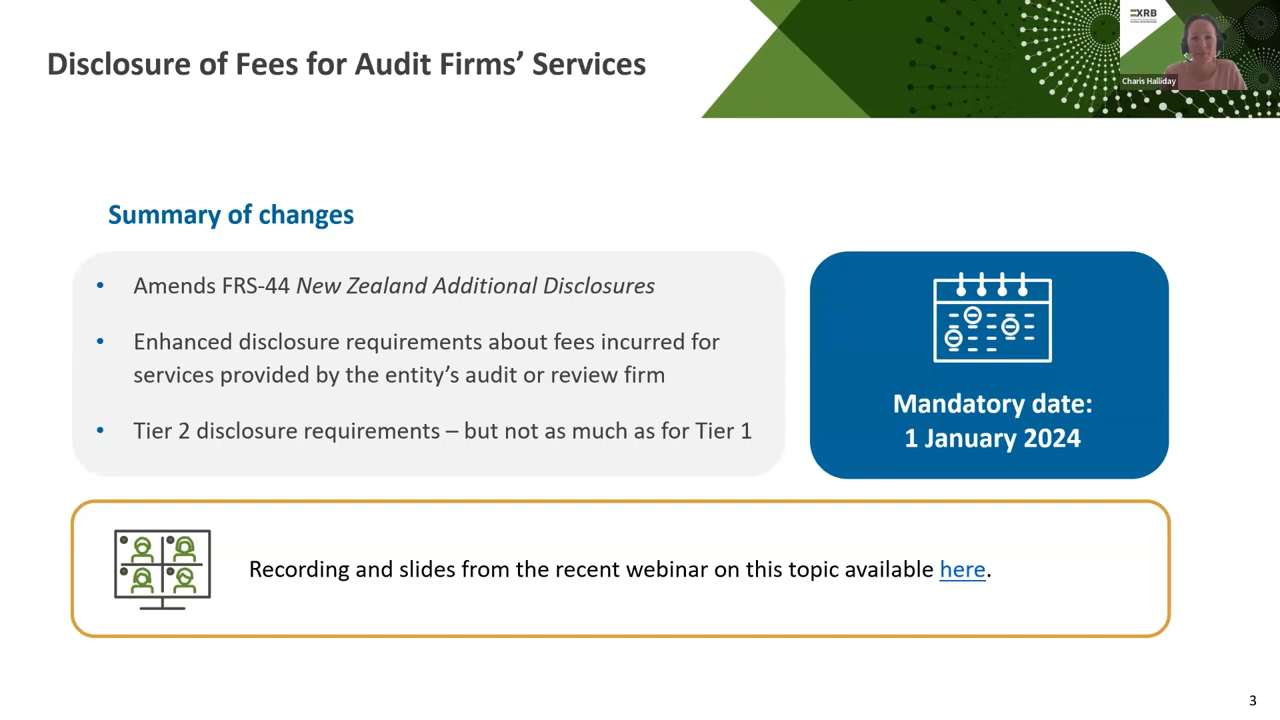 Disclosure of Fees for Audit Firms’ Services
XRB
Charis Halliday
Summary of changes
• Amends FRS-44 New Zealand Additional Disclosures
• Enhanced disclosure requirements about fees incurred for
services provided by the entity’s audit or review firm
• Tier 2 disclosure requirements – but not as much as for Tier 1
Mandatory date:
1 January 2024
Recording and slides from the recent webinar on this topic available here.
3